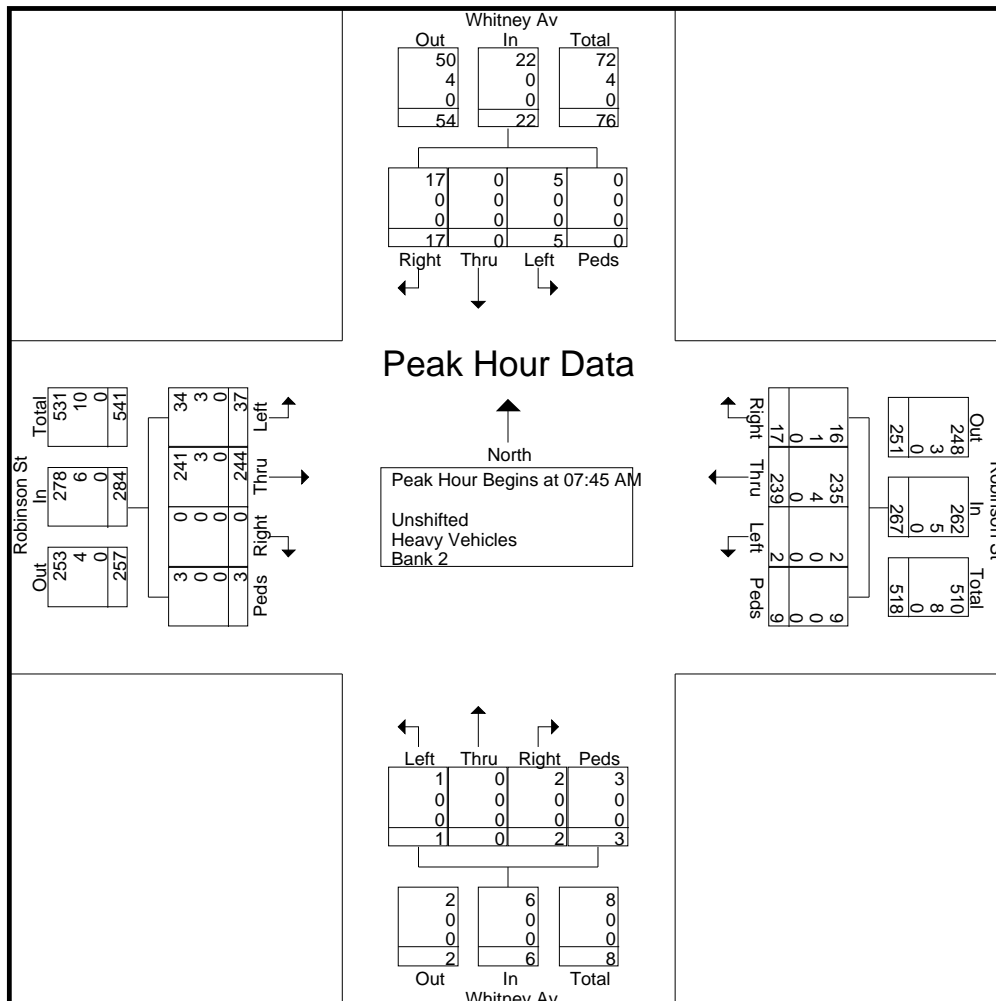 Whitney Av
Out In Total
50 22 72
4 0 4
0 0 0
54 22 76
17 0 5 0
0 0 0 0
0 0 0 0
17 0 5 0
Right Thru Left Peds
Peak Hour Data
North
Peak Hour Begins at 07:45 AM
Unshifted
Heavy Vehicles
Bank 2
Robinson St
Total In Out
531 278 253
10 6 4
0 0 0
541 284 257
34 241 0 3
3 3 0 0
0 0 0 0
37 244 0 3
Left Thru Right Peds
Right Thru Left Peds
17 239 2 9
0 0 0 0
1 4 0 0
16 235 2 9
251 267 518
0 0 0
3 5 8
248 262 510
Out In Total
Robinson St
Left Thru Right Peds
1 0 2 3
0 0 0 0
0 0 0 0
1 0 2 3
2 6 8
0 0 0
0 0 0
2 6 8
Out In Total
Whitney Av